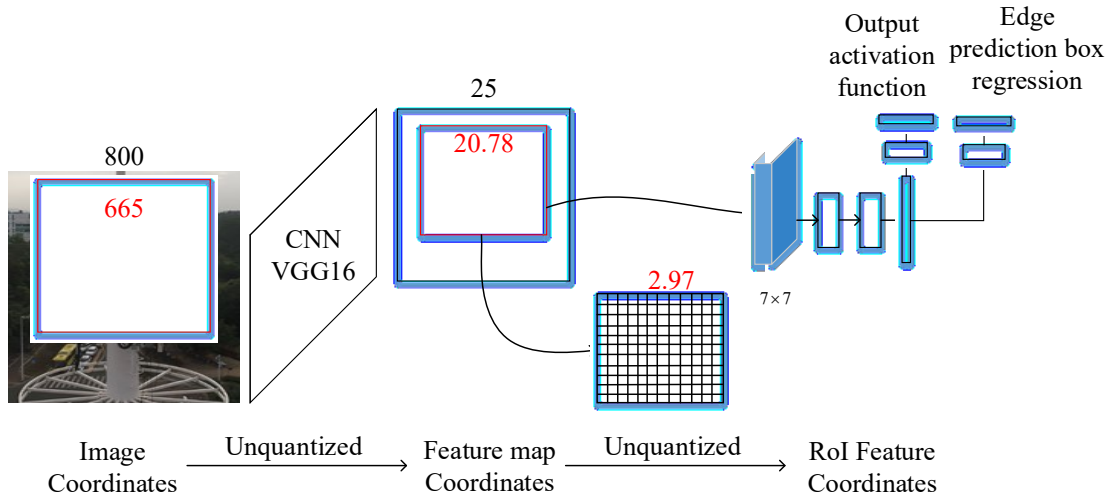 Output
activation
function
Edge
prediction box
regression
25
20.78
800
665
CNN
VGG16
2.97
7×7
Image
Coordinates
Unquantized
Feature map
Coordinates
Unquantized
RoI Feature
Coordinates